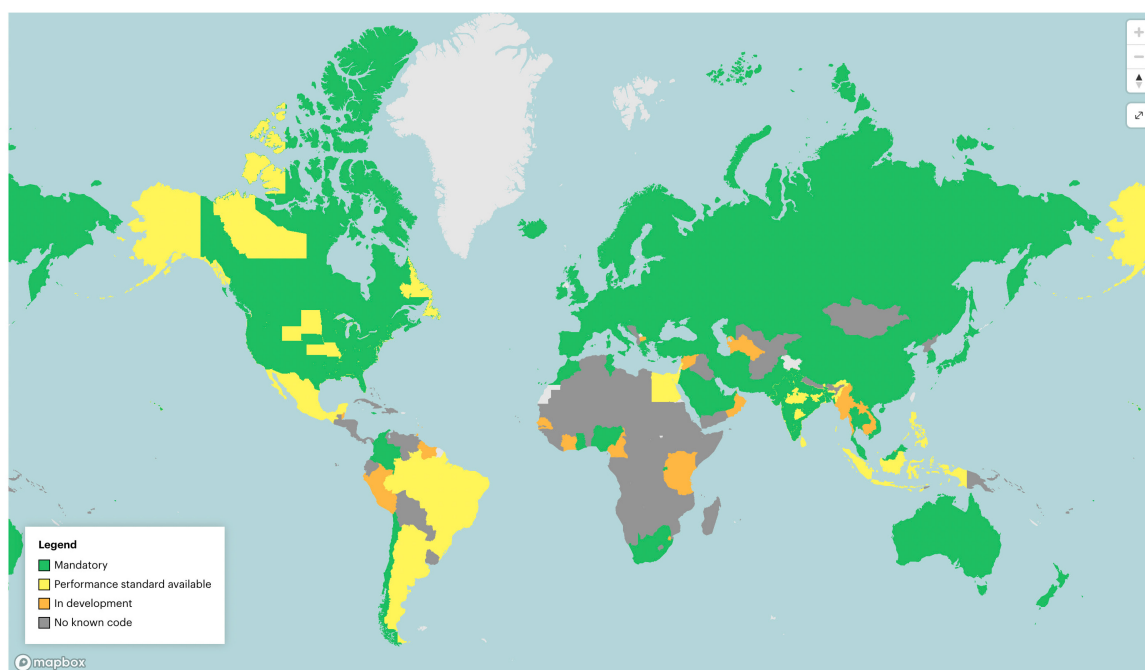 Legend
Mandatory
Performance standard available
In development
No known code
mapbox